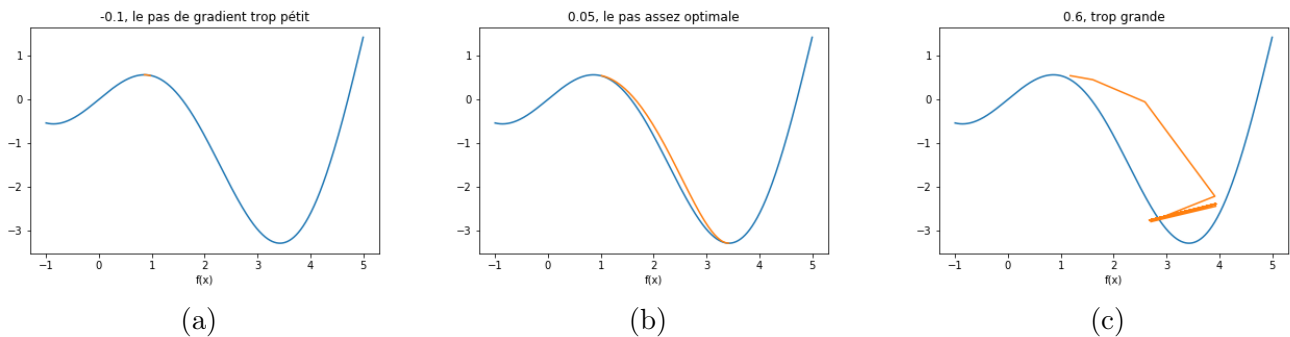 -0.1, le pas de gradient trop pétit
1
0
−1
−2
−3
−1 0 1 2 3 4 5
f(x)
(a)
0.05, le pas assez optimale
1
0
−1
−2
−3
−1 0 1 2 3 4 5
f(x)
(b)
0.6, trop grande
1
0
−1
−2
−3
−1 0 1 2 3 4 5
f(x)
(c)